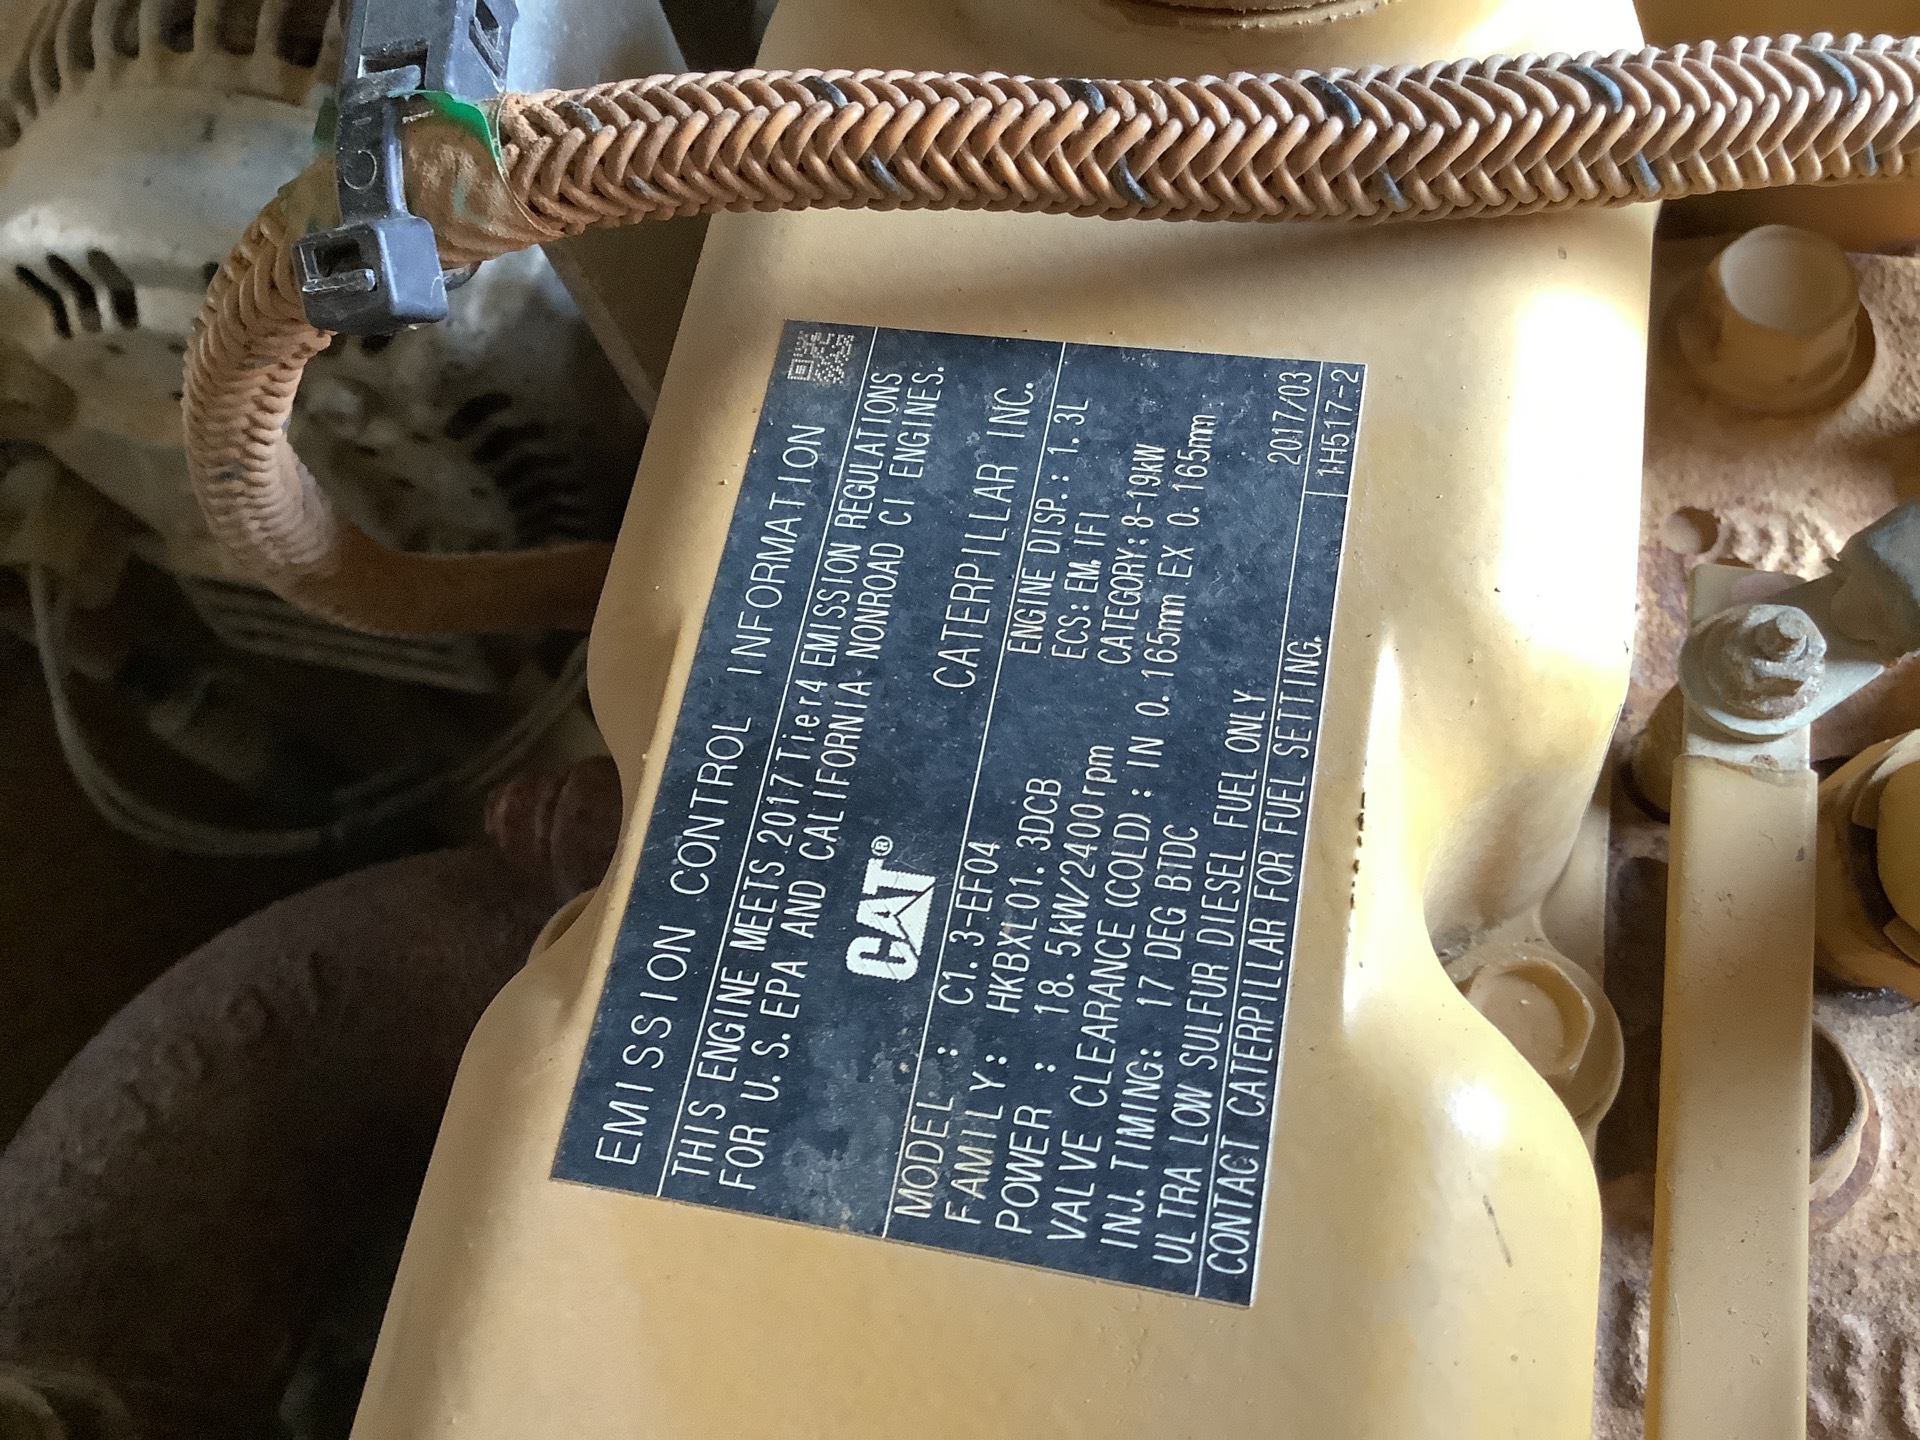 EMISSION CONTROL INFORMATION
THIS ENGINE MEETS 2017 Tier4 EMISSION REGULATIONS
FOR U.S. EPA AND CALIFORNIA NONROAD CI ENGINES.
CAT® CATERPILLAR INC.
MODEL : C1.3-EF04 ENGINE DISP.: 1.3L
FAMILY: HKBXL01.3DCB ECS: EM, IFI
POWER : 18.5kW/2400rpm CATEGORY: 8-19kW
VALVE CLEARANCE (COLD) : IN 0.165mm EX 0.165mm
INJ. TIMING: 17 DEG BTDC
ULTRA LOW SULFUR DIESEL FUEL ONLY 2017/03
CONTACT CATERPILLAR FOR FUEL SETTING. 1H517-2